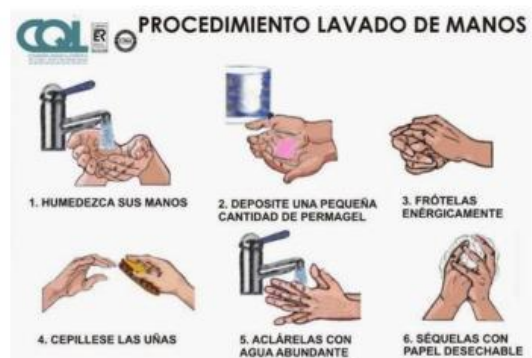 CQL
PROCEDIMIENTO LAVADO DE MANOS
1. HUMEDEZCA SUS MANOS
2. DEPOSITE UNA PEQUEÑA
CANTIDAD DE PERMAGEL
3. FRÓTELAS
ENÉRGICAMENTE
4. CEPILLESE LAS UÑAS
5. ACLÁRELAS CON
AGUA ABUNDANTE
6. SÉQUELAS CON
PAPEL DESECHABLE